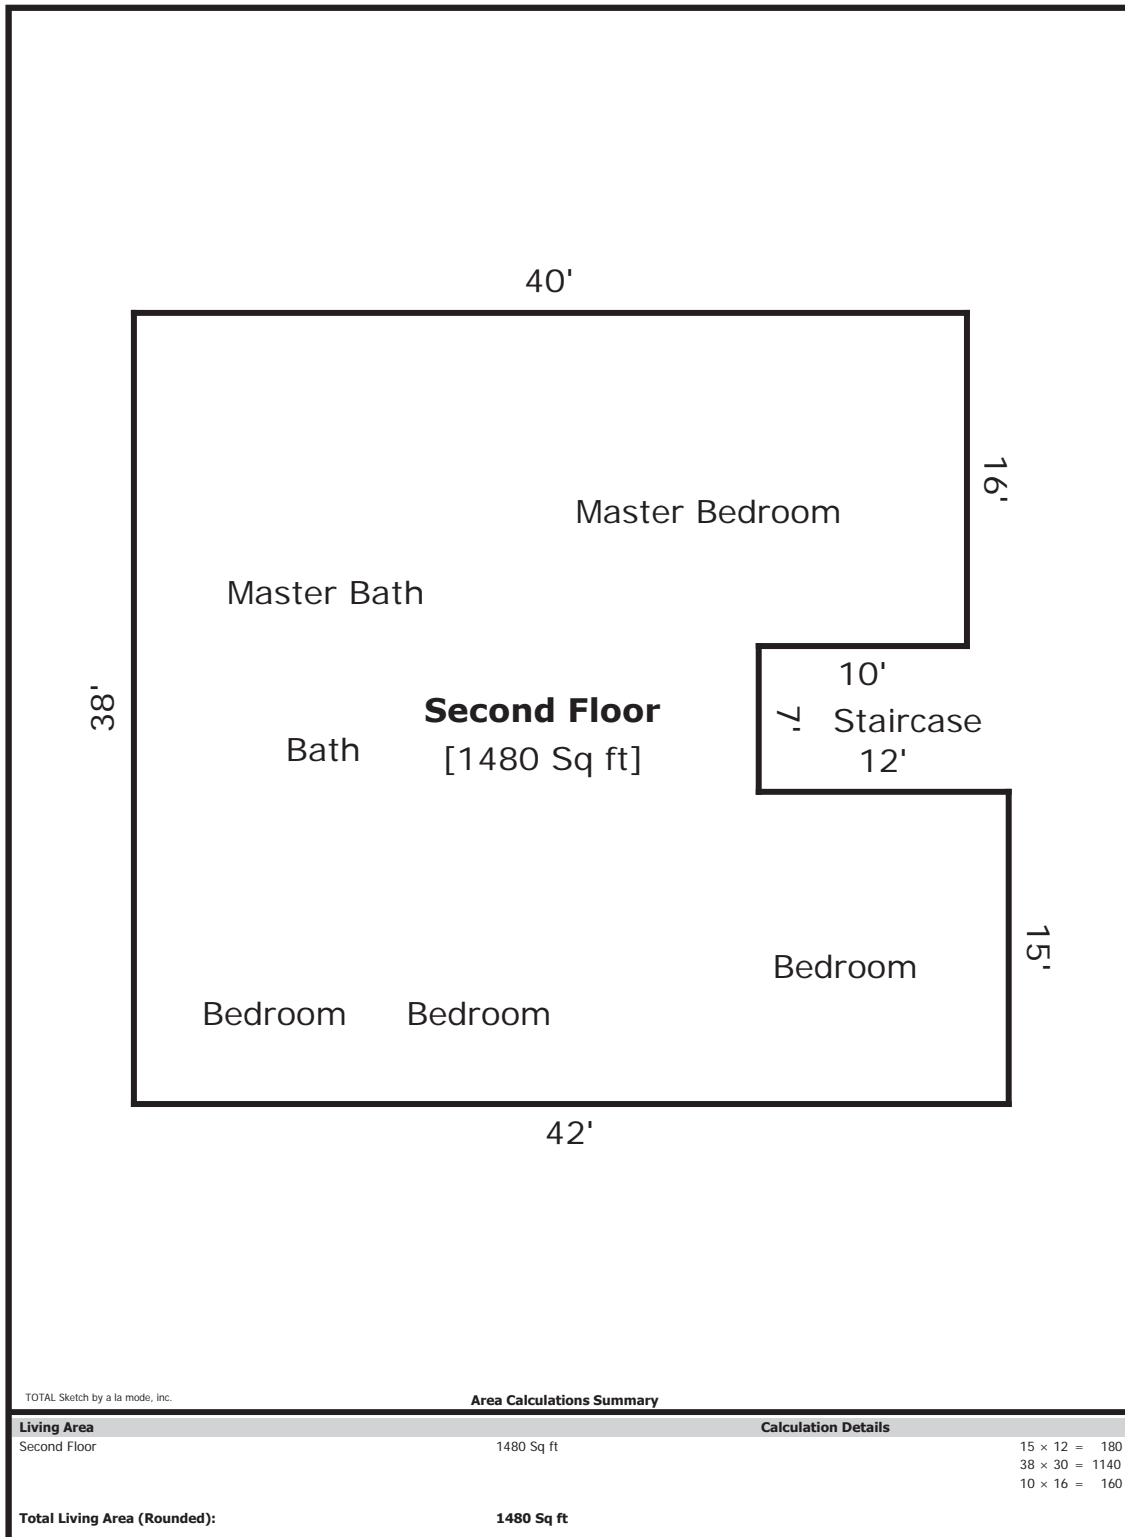 40'
16'
Master Bedroom
Master Bath
10'
38'
Second Floor
7'
Staircase
Bath
[1480 Sq ft]
12'
15'
Bedroom
Bedroom
Bedroom
42'
TOTAL Sketch by a la mode, inc.
Area Calculations Summary
Living Area
Calculation Details
Second Floor
1480 Sq ft
15 × 12 = 180
38 × 30 = 1140
10 × 16 = 160
Total Living Area (Rounded):
1480 Sq ft